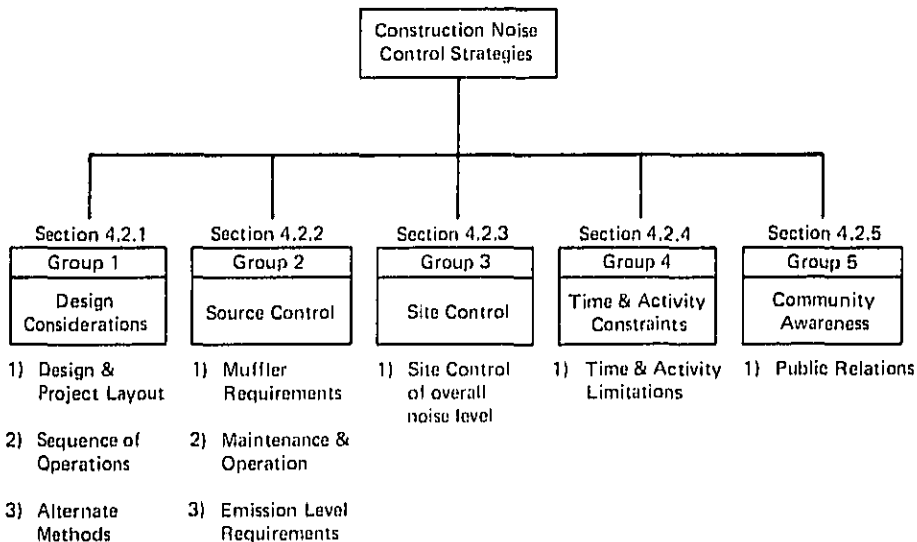 Construction Noise
Control Strategies
Section 4.2.1
Group 1
Design
Considerations
1) Design &
Project Layout
2) Sequence of
Operations
3) Alternate
Methods
Section 4.2.2
Group 2
Source Control
1) Muffler
Requirements
2) Maintenance &
Operation
3) Emission Level
Requirements
Section 4.2.3
Group 3
Site Control
1) Site Control
of overall
noise level
Section 4.2.4
Group 4
Time & Activity
Constraints
1) Time & Activity
Limitations
Section 4.2.5
Group 5
Community
Awareness
1) Public Relations